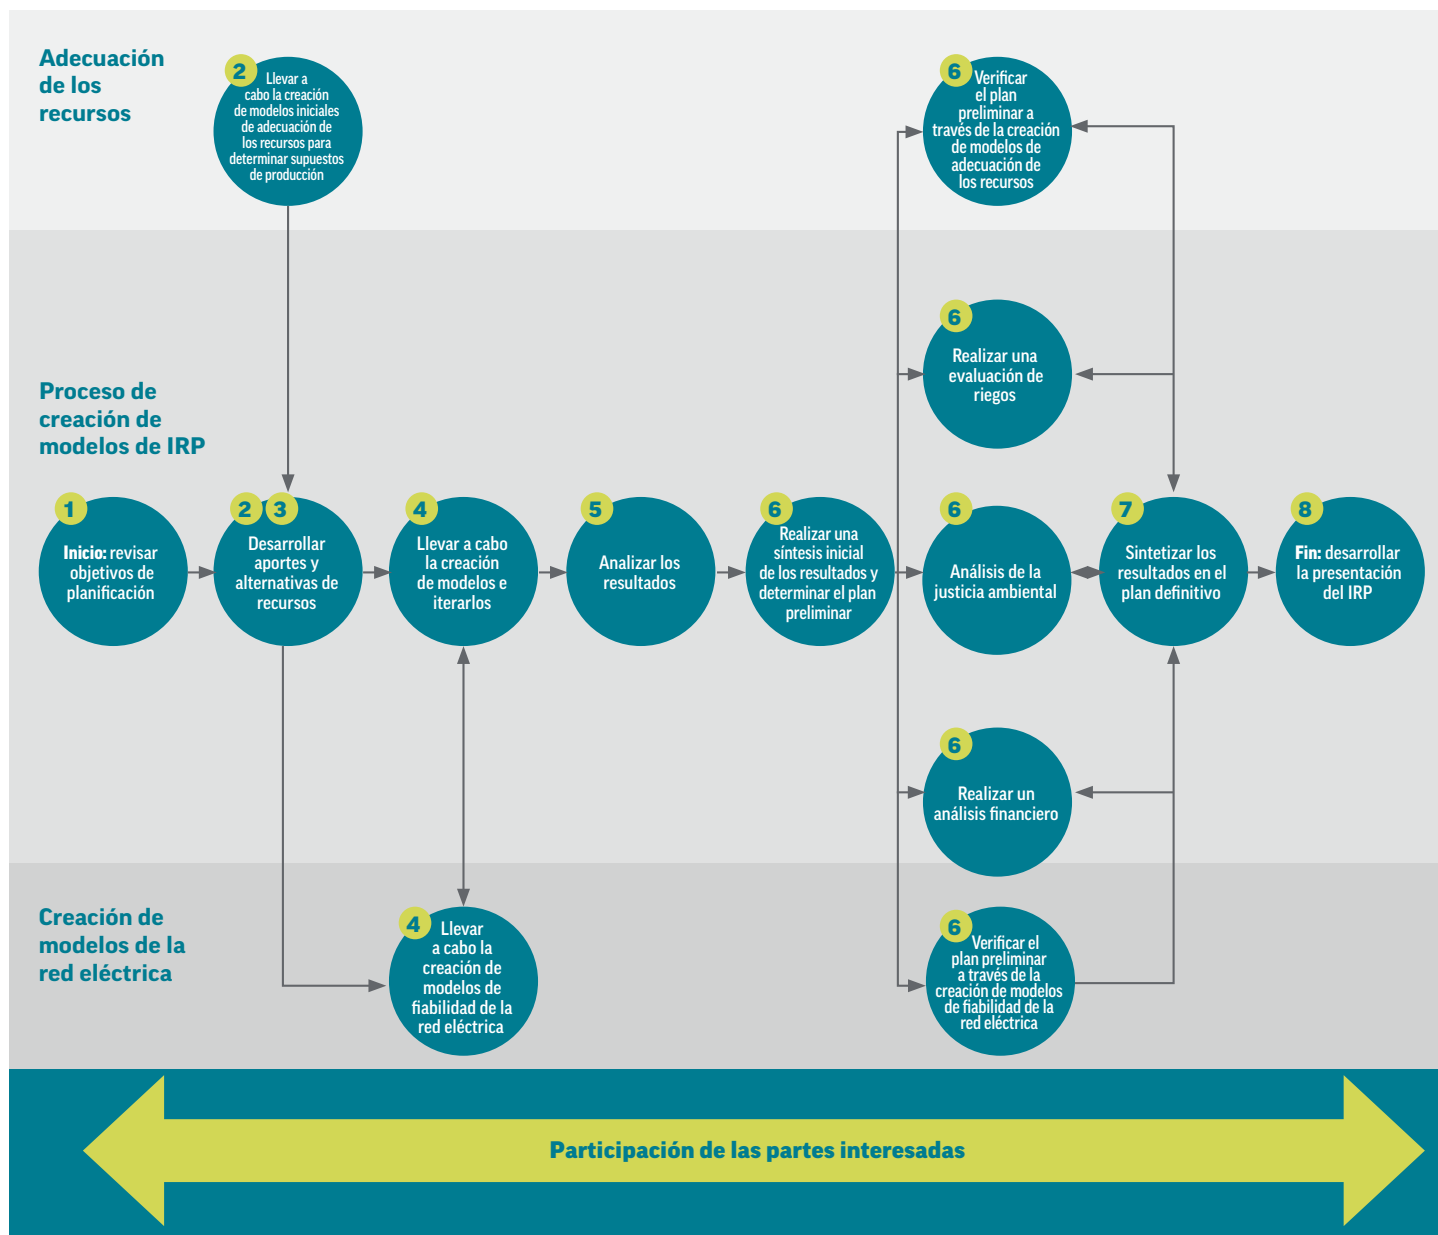 Adecuación
de los
recursos
2
Llevar a
cabo la creación
de modelos iniciales
de adecuación de
los recursos para
determinar supuestos
de producción
6
Verificar
el plan
preliminar a
través de la creación
de modelos de
adecuación de
los recursos
Proceso de
creación de
modelos de IRP
6
Realizar una
evaluación de
riegos
1
Inicio: revisar
objetivos de
planificación
2 3
Desarrollar
aportes y
alternativas de
recursos
4
Llevar a cabo
la creación
de modelos e
iterarlos
5
Analizar los
resultados
6
Realizar una
síntesis inicial
de los resultados y
determinar el plan
preliminar
6
Análisis de la
justicia ambiental
7
Sintetizar los
resultados en el
plan definitivo
8
Fin: desarrollar
la presentación
del IRP
6
Realizar un
análisis financiero
Creación de
modelos de la
red eléctrica
4
Llevar
a cabo la
creación de
modelos de
fiabilidad de la
red eléctrica
6
Verificar el
plan preliminar
a través de la
creación de modelos
de fiabilidad de la
red eléctrica
Participación de las partes interesadas